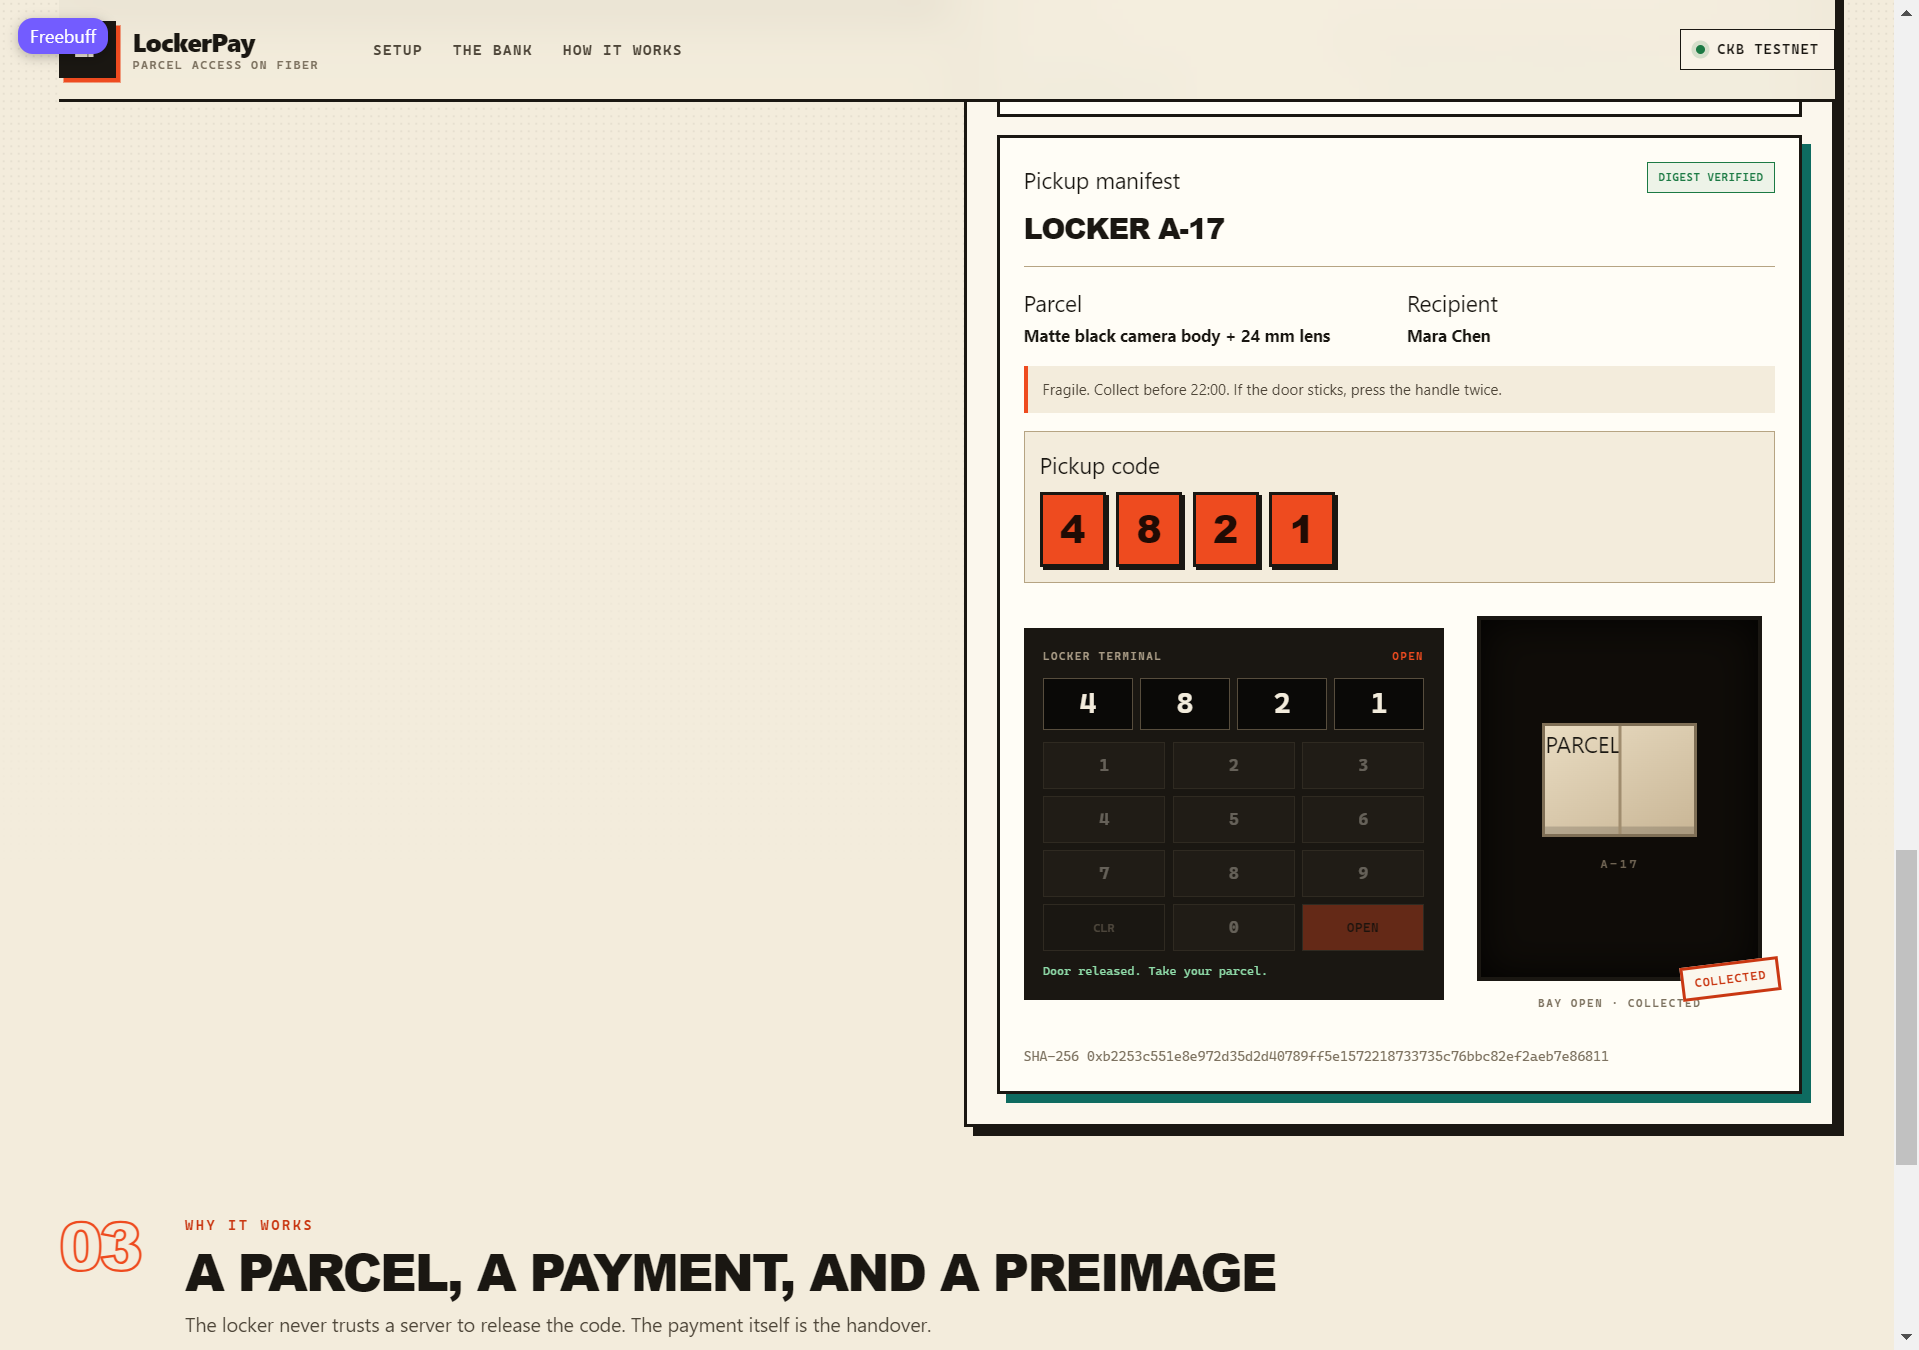 Freebuff
LockerPay
PARCEL ACCESS ON FIBER
SETUP
THE BANK
HOW IT WORKS
CKB TESTNET
Pickup manifest
DIGEST VERIFIED
LOCKER A-17
Parcel
Recipient
Matte black camera body + 24 mm lens
Mara Chen
Fragile. Collect before 22:00. If the door sticks, press the handle twice.
Pickup code
4 8 2 1
LOCKER TERMINAL
OPEN
4 8 2 1
1 2 3
4 5 6
7 8 9
CLR 0 OPEN
Door released. Take your parcel.
PARCEL
A-17
COLLECTED
BAY OPEN · COLLECTED
SHA-256 0xb2253c551e8e972d35d2d40789ff5e1572218733735c76bbc82ef2aeb7e86811
03
WHY IT WORKS
A PARCEL, A PAYMENT, AND A PREIMAGE
The locker never trusts a server to release the code. The payment itself is the handover.